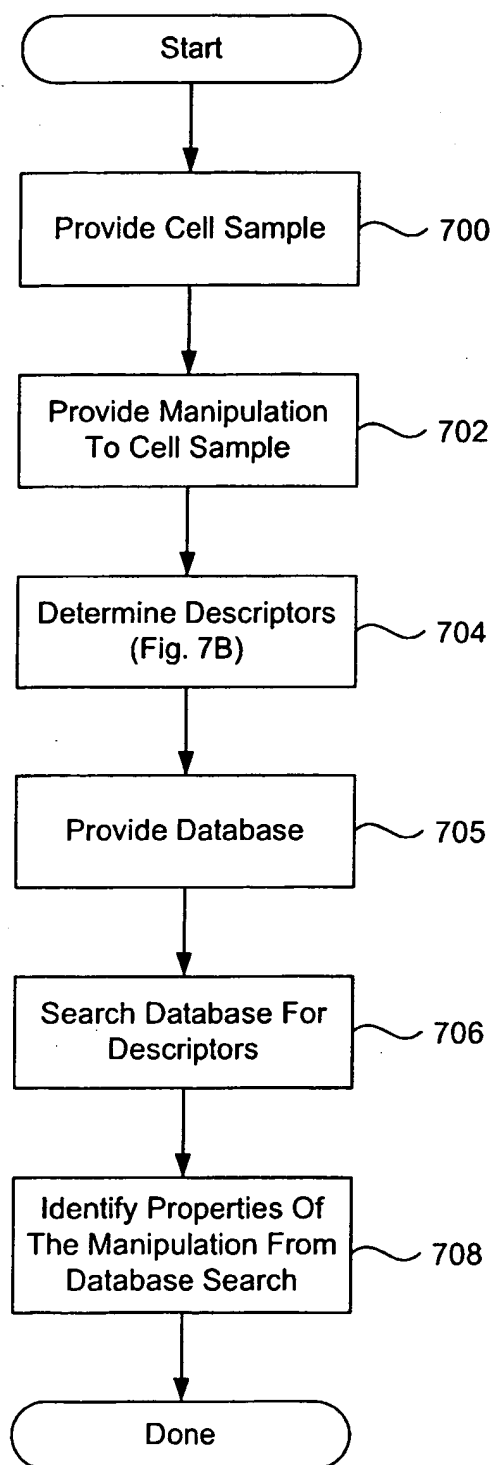 Start
Provide Cell Sample
700
Provide Manipulation
To Cell Sample
702
Determine Descriptors
(Fig. 7B)
704
Provide Database
705
Search Database For
Descriptors
706
Identify Properties Of
The Manipulation From
Database Search
708
Done